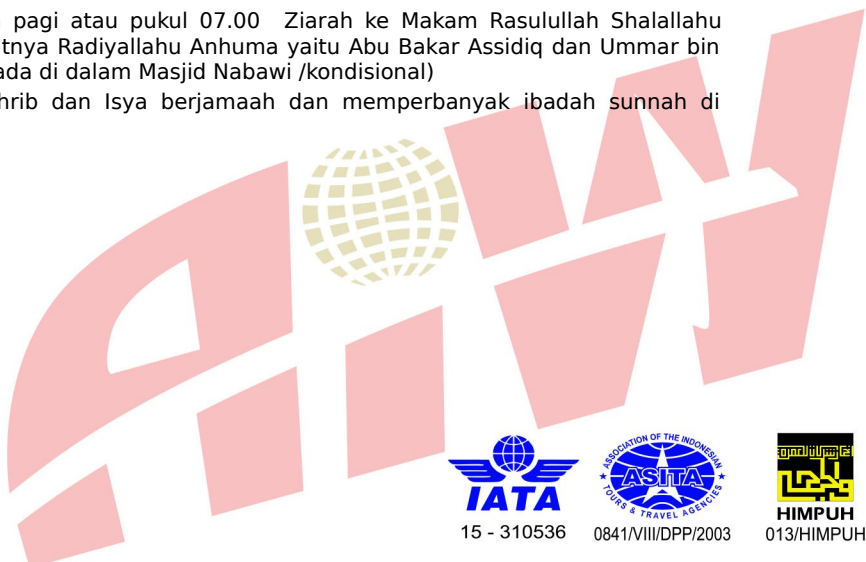 pagi atau pukul 07.00 Ziarah ke Makam Rasulullah Shalallahu
tnya Radiyallahu Anhuma yaitu Abu Bakar Assidiq dan Ummar bin
ada di dalam Masjid Nabawi /kondisional)
hrib dan Isya berjamaah dan memperbanyak ibadah sunnah di
AIW
IATA
15 - 310536
ASSOCIATION OF THE INDONESIAN
ASITA
TOURS & TRAVEL AGENCIES
0841/VIII/DPP/2003
HIMPUH
013/HIMPUH